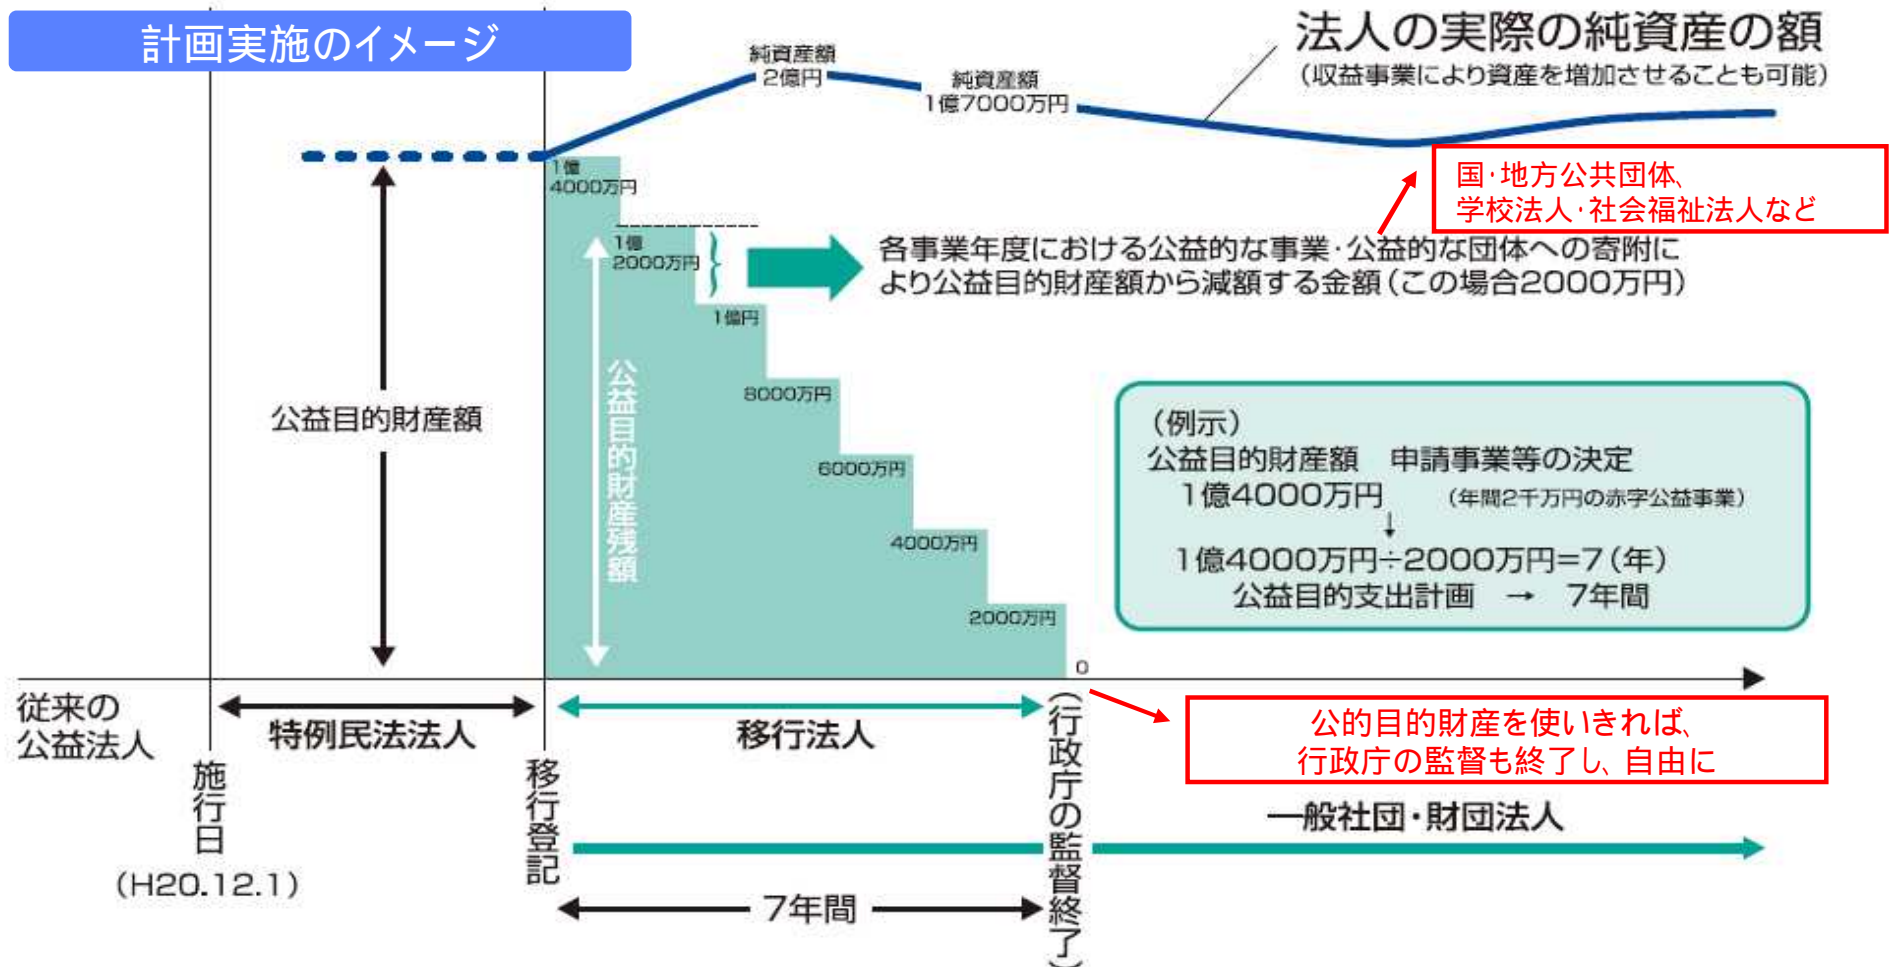 計画実施のイメージ
法人の実際の純資産の額
(収益事業により資産を増加させることも可能)
純資産額
2億円
純資産額
1億7000万円
国・地方公共団体、
学校法人・社会福祉法人など
1億
4000万円
1億
2000万円
各事業年度における公益的な事業・公益的な団体への寄附に
より公益目的財産額から減額する金額(この場合2000万円)
1億円
8000万円
6000万円
4000万円
2000万円
0
公益目的財産額
公益目的財産残額
(例示)
公益目的財産額 申請事業等の決定
1億4000万円 (年間2千万円の赤字公益事業)
↓
1億4000万円÷2000万円=7(年)
公益目的支出計画 → 7年間
従来の
公益法人
特例民法法人
移行法人
公的目的財産を使いきれば、
行政庁の監督も終了し、自由に
施行日
(H20.12.1)
移行登記
(行政庁の監督終了)
一般社団・財団法人
7年間